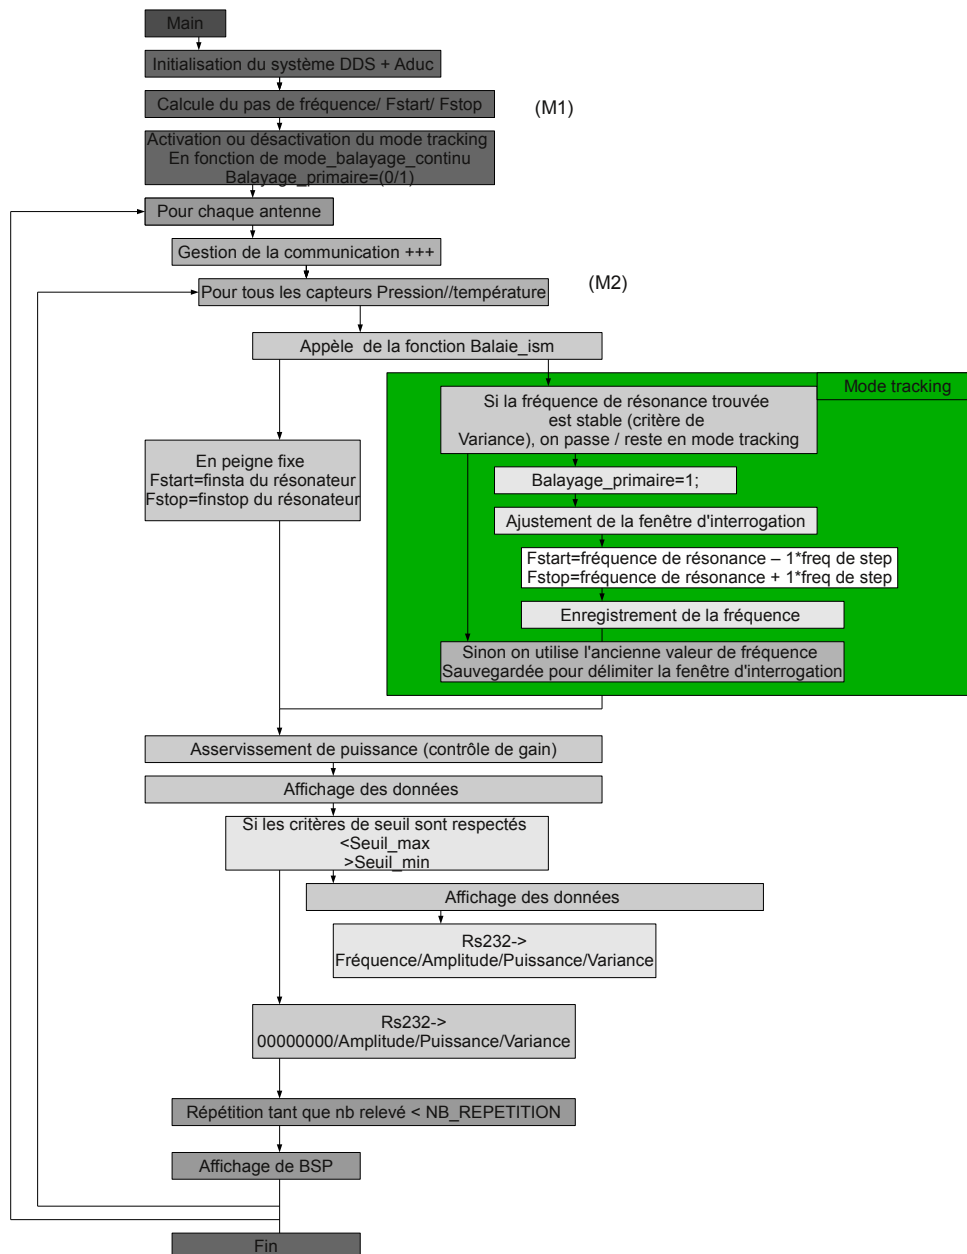 Main
Initialisation du système DDS + Aduc
Calcule du pas de fréquence/ Fstart/ Fstop
(M1)
Activation ou désactivation du mode tracking
En fonction de mode_balayage_continu
Balayage_primaire=(0/1)
Pour chaque antenne
Gestion de la communication +++
Pour tous les capteurs Pression//température
(M2)
Appèle de la fonction Balaie_ism
Mode tracking
Si la fréquence de résonance trouvée
est stable (critère de
Variance), on passe / reste en mode tracking
En peigne fixe
Fstart=finsta du résonateur
Fstop=finstop du résonateur
Balayage_primaire=1;
Ajustement de la fenêtre d'interrogation
Fstart=fréquence de résonance – 1*freq de step
Fstop=fréquence de résonance + 1*freq de step
Enregistrement de la fréquence
Sinon on utilise l'ancienne valeur de fréquence
Sauvegardée pour délimiter la fenêtre d'interrogation
Asservissement de puissance (contrôle de gain)
Affichage des données
Si les critères de seuil sont respectés
<Seuil_max
>Seuil_min
Affichage des données
Rs232->
Fréquence/Amplitude/Puissance/Variance
Rs232->
00000000/Amplitude/Puissance/Variance
Répétition tant que nb relevé < NB_REPETITION
Affichage de BSP
Fin